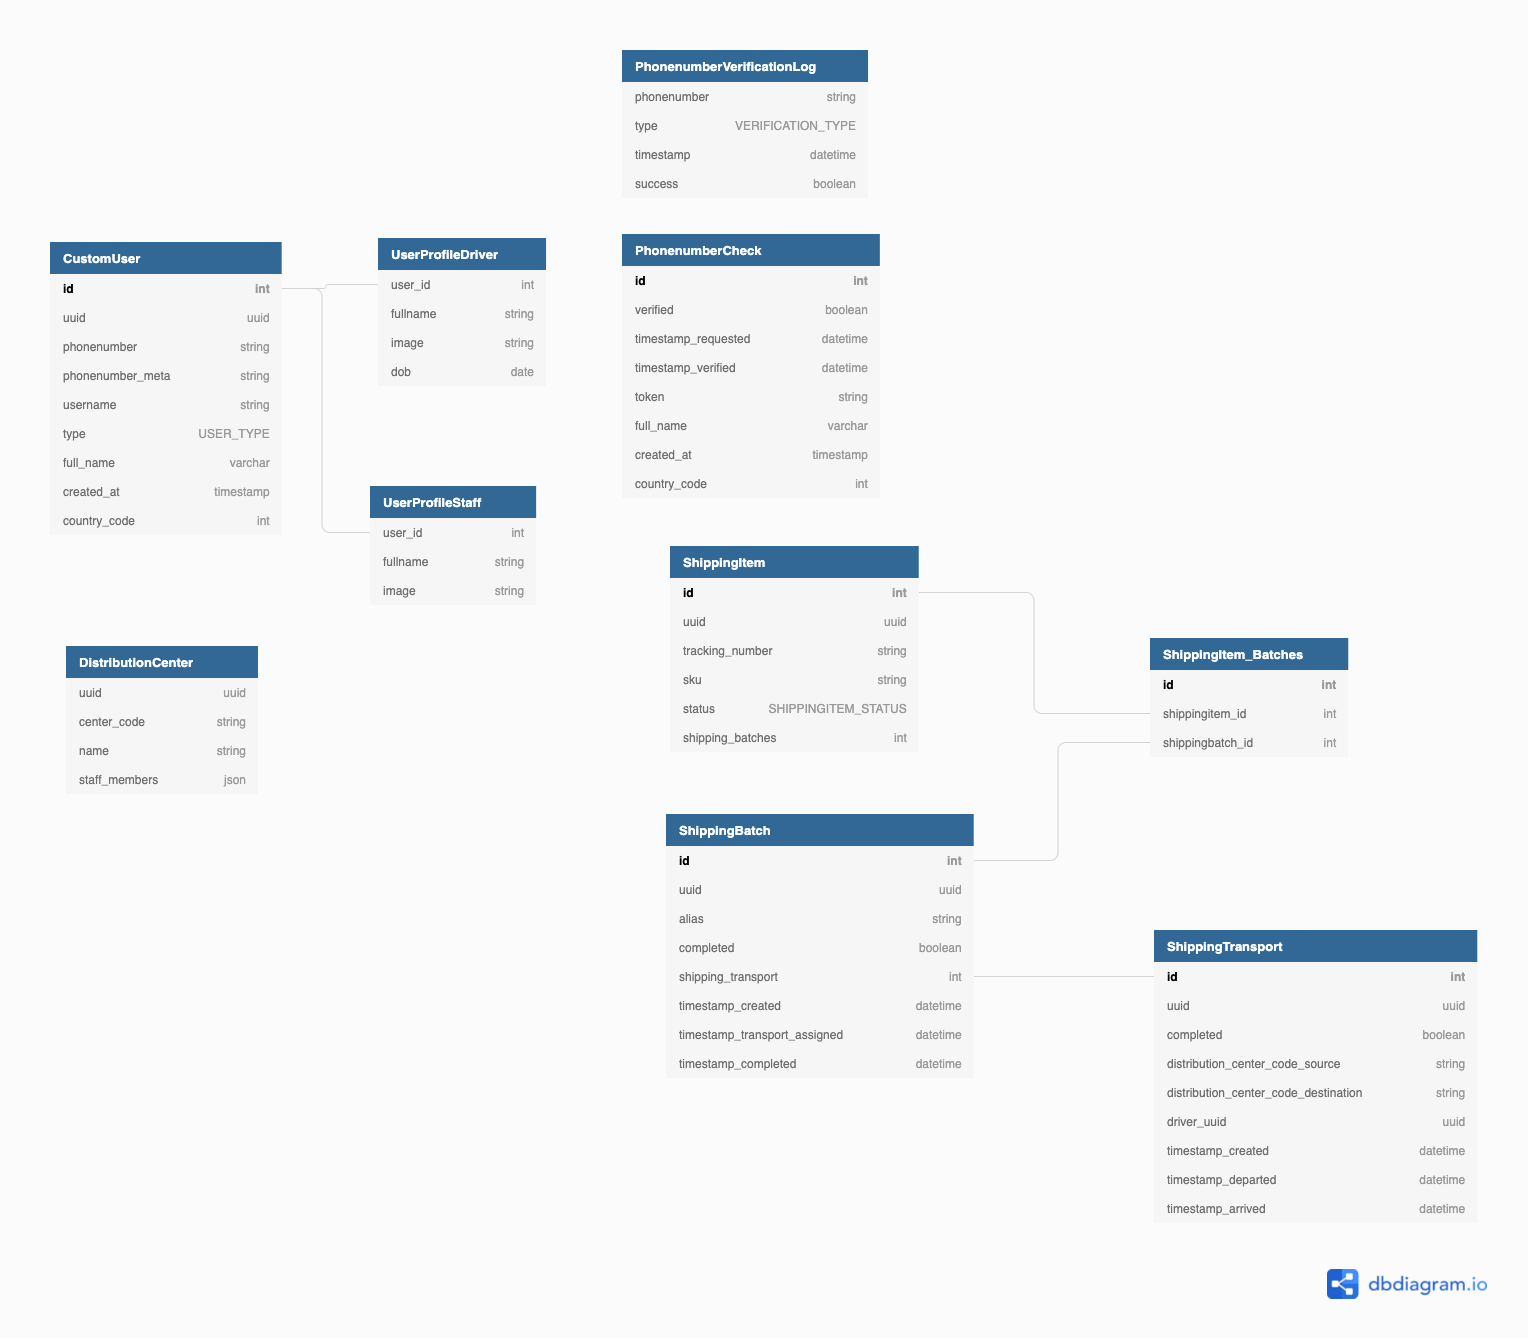 PhonenumberVerificationLog
phonenumber string
type VERIFICATION_TYPE
timestamp datetime
success boolean
CustomUser
id int
uuid uuid
phonenumber string
phonenumber_meta string
username string
type USER_TYPE
full_name varchar
created_at timestamp
country_code int
UserProfileDriver
user_id int
fullname string
image string
dob date
PhonenumberCheck
id int
verified boolean
timestamp_requested datetime
timestamp_verified datetime
token string
full_name varchar
created_at timestamp
country_code int
UserProfileStaff
user_id int
fullname string
image string
ShippingItem
id int
uuid uuid
tracking_number string
sku string
status SHIPPINGITEM_STATUS
shipping_batches int
ShippingItem_Batches
id int
shippingitem_id int
shippingbatch_id int
DistributionCenter
uuid uuid
center_code string
name string
staff_members json
ShippingBatch
id int
uuid uuid
alias string
completed boolean
shipping_transport int
timestamp_created datetime
timestamp_transport_assigned datetime
timestamp_completed datetime
ShippingTransport
id int
uuid uuid
completed boolean
distribution_center_code_source string
distribution_center_code_destination string
driver_uuid uuid
timestamp_created datetime
timestamp_departed datetime
timestamp_arrived datetime
dbdiagram.io